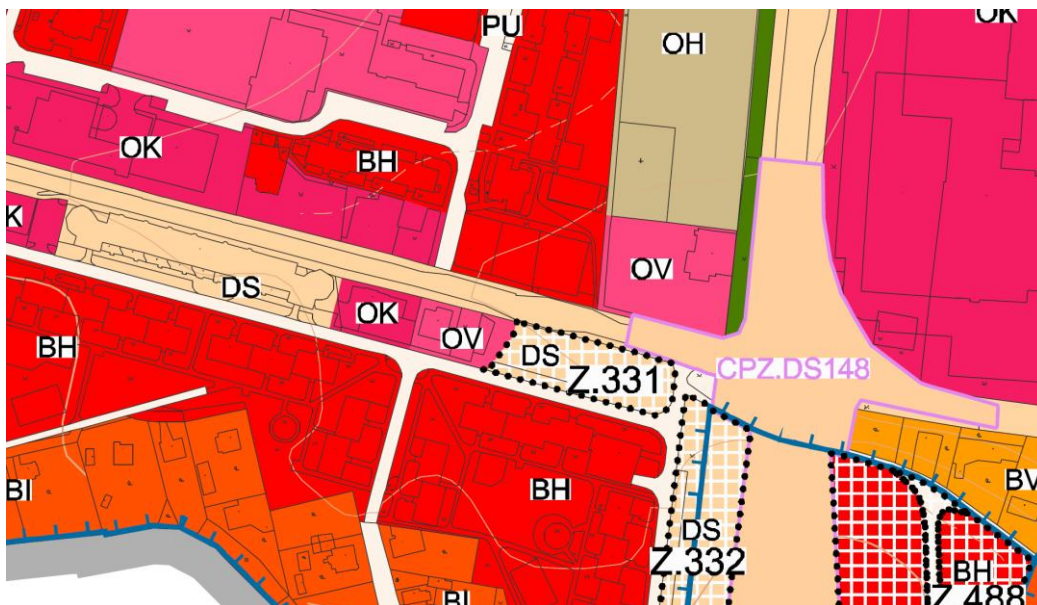 PU
OK
OH
OK
BH
K
OV
DS
OK
BH
OV
DS
Z.331
CPZ.DS148
BI
BH
BV
DS
Z.332
BH
Z.488
BI